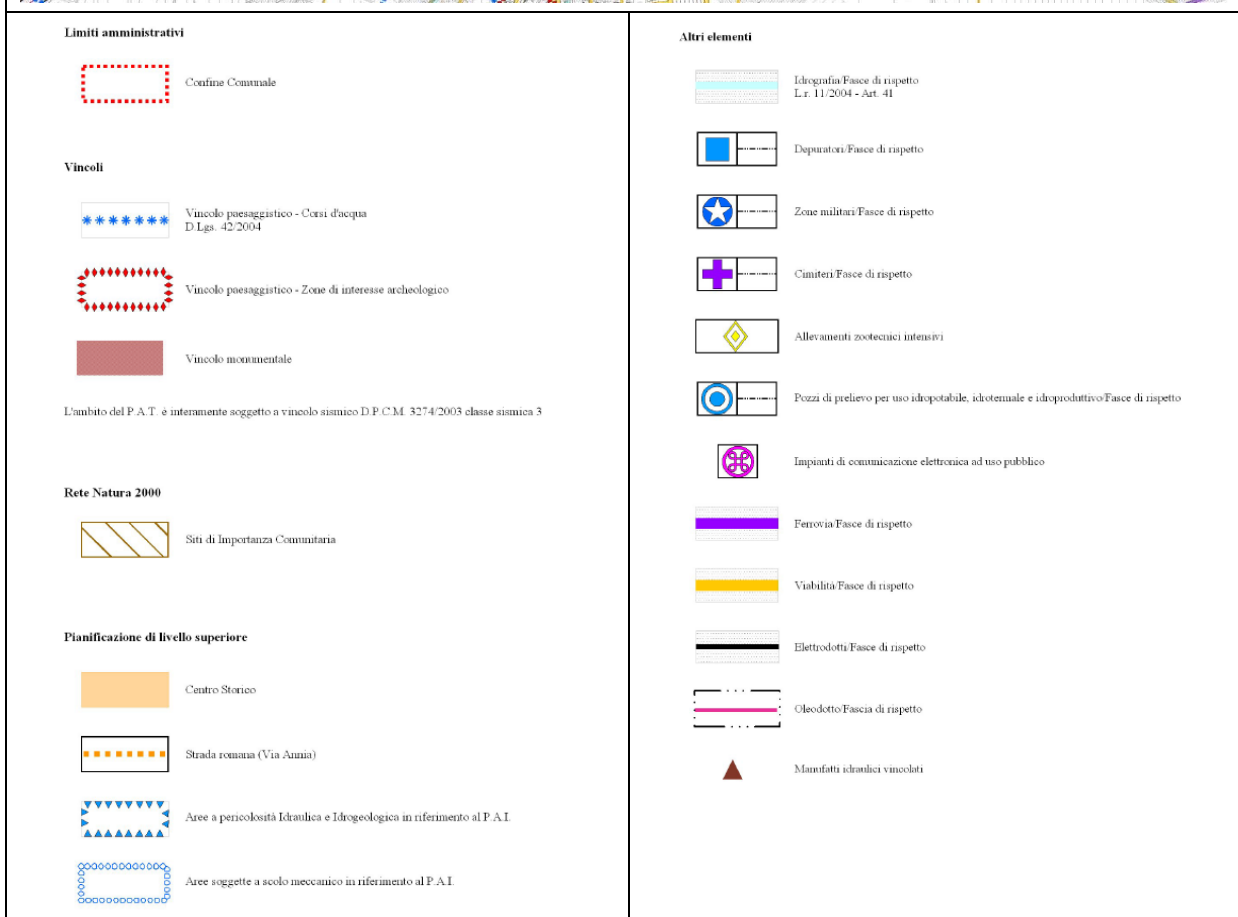 Limiti amministrativi
Confine Comunale
Vincoli
Vincolo paesaggistico - Corsi d'acqua
D.Lgs. 42/2004
Vincolo paesaggistico - Zone di interesse archeologico
Vincolo monumentale
L'ambito del P.A.T. è interamente soggetto a vincolo sismico D.P.C.M. 3274/2003 classe sismica 3
Rete Natura 2000
Siti di Importanza Comunitaria
Pianificazione di livello superiore
Centro Storico
Strada romana (Via Annia)
Aree a pericolosità Idraulica e Idrogeologica in riferimento al P.A.I.
Aree soggette a scolo meccanico in riferimento al P.A.I.
Altri elementi
Idrografia/Fasce di rispetto
L.r. 11/2004 - Art. 41
Depuratori/Fasce di rispetto
Zone militari/Fasce di rispetto
Cimiteri/Fasce di rispetto
Allevamenti zootecnici intensivi
Pozzi di prelievo per uso idropotabile, idrotermale e idroproduttivo/Fasce di rispetto
Impianti di comunicazione elettronica ad uso pubblico
Ferrovia/Fasce di rispetto
Viabilità/Fasce di rispetto
Elettrodotti/Fasce di rispetto
Oleodotto/Fascia di rispetto
Manufatti idraulici vincolati